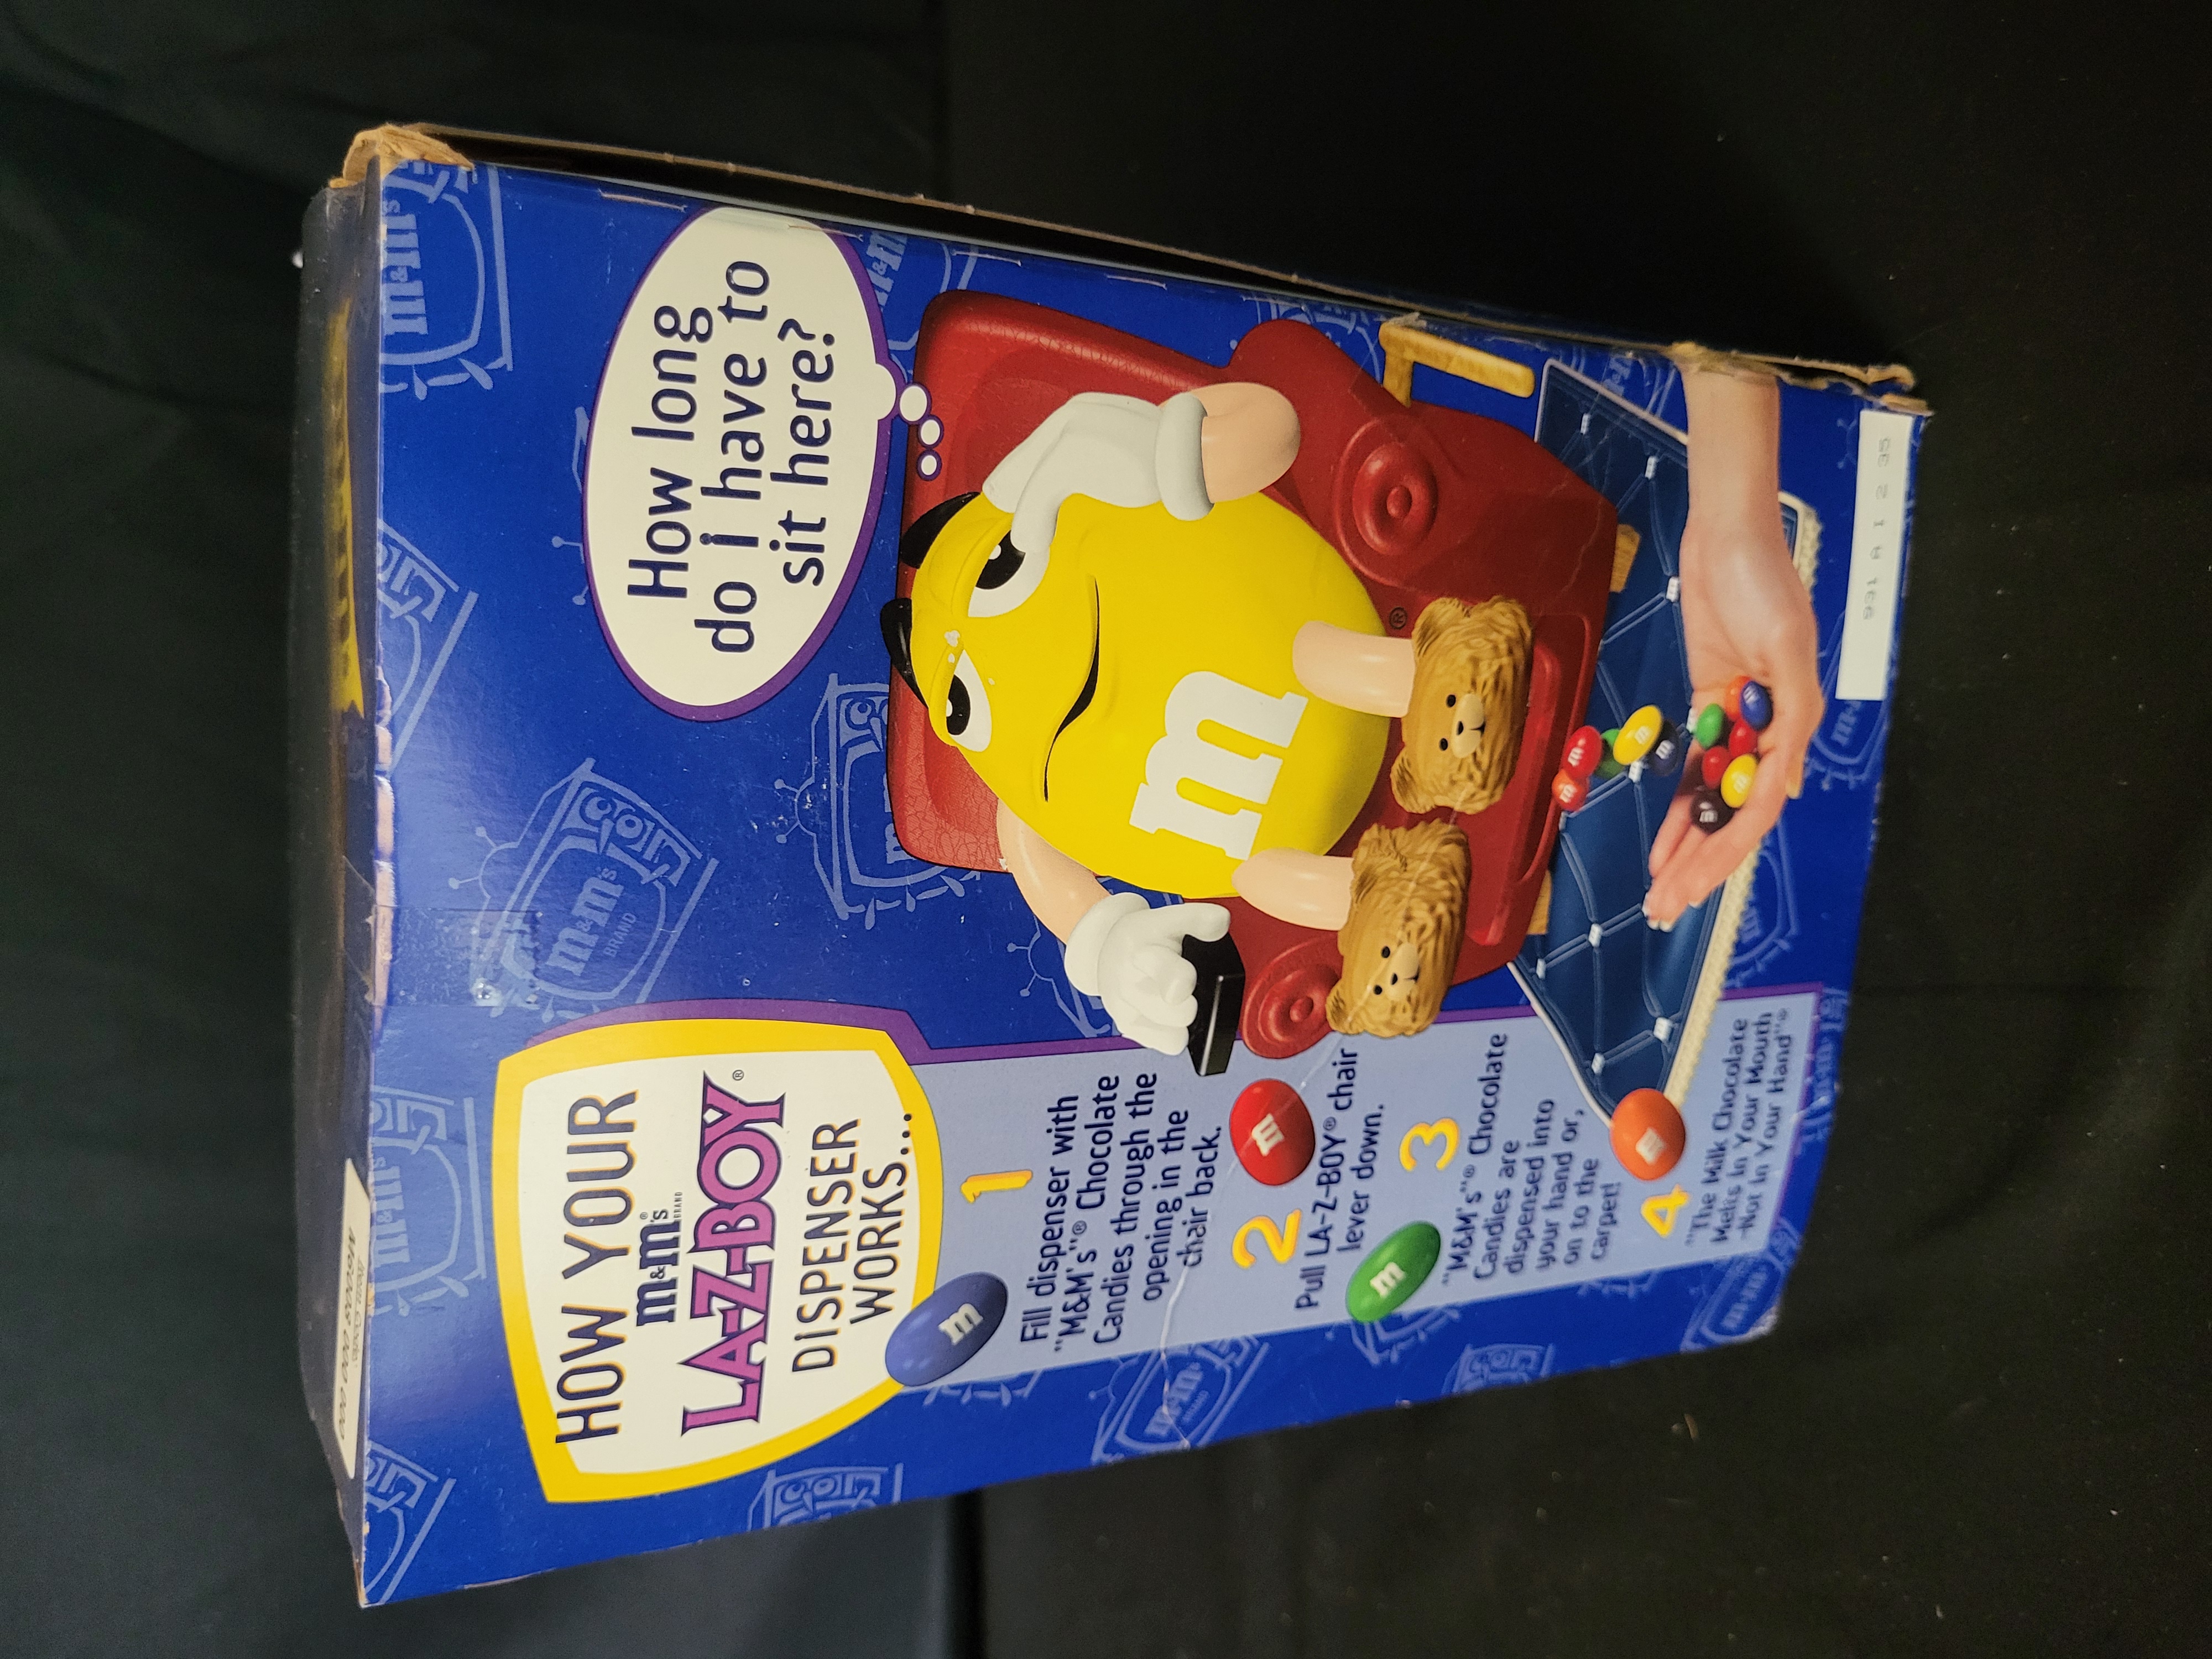 HOW YOUR
m&m's®
BRAND
LA-Z-BOY®
DISPENSER
WORKS...
1
Fill dispenser with
"M&M's"® Chocolate
Candies through the
opening in the
chair back.
2
Pull LA-Z-BOY® chair
lever down.
3
"M&M's"® Chocolate
Candies are
dispensed into
your hand or,
on to the
carpet!
4
"The Milk Chocolate
Melts in Your Mouth
-Not in Your Hand"®
How long
do i have to
sit here?
m
®
m
m
m
m
m&m's
BRAND